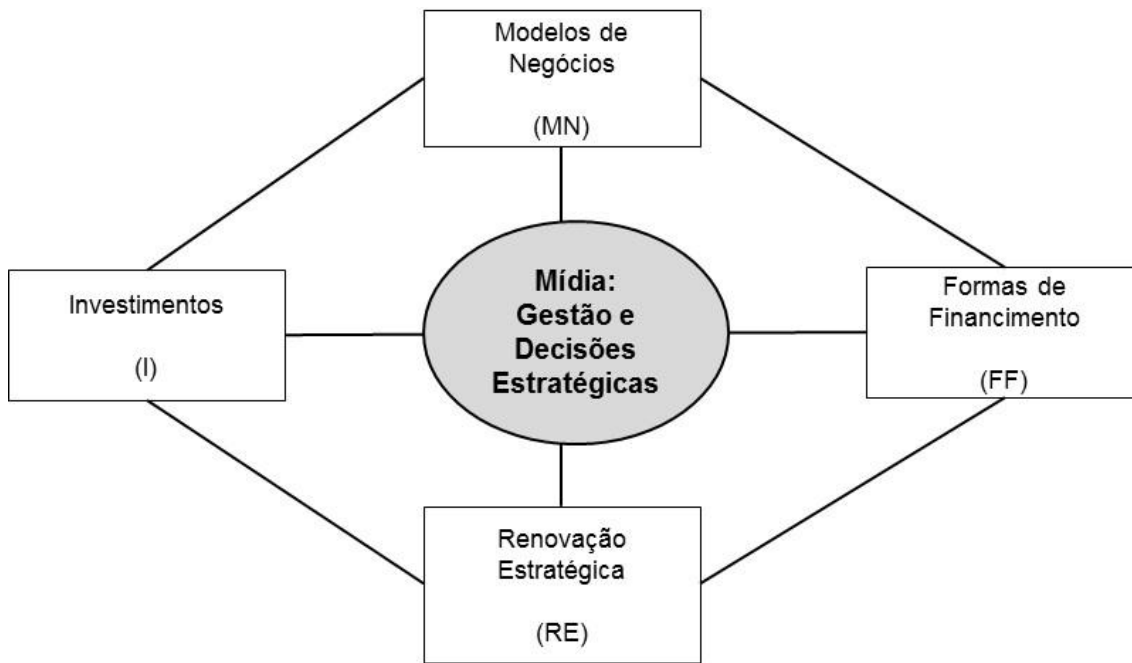 Modelos de
Negócios
(MN)
Investimentos
(I)
Mídia:
Gestão e
Decisões
Estratégicas
Formas de
Financimento
(FF)
Renovação
Estratégica
(RE)